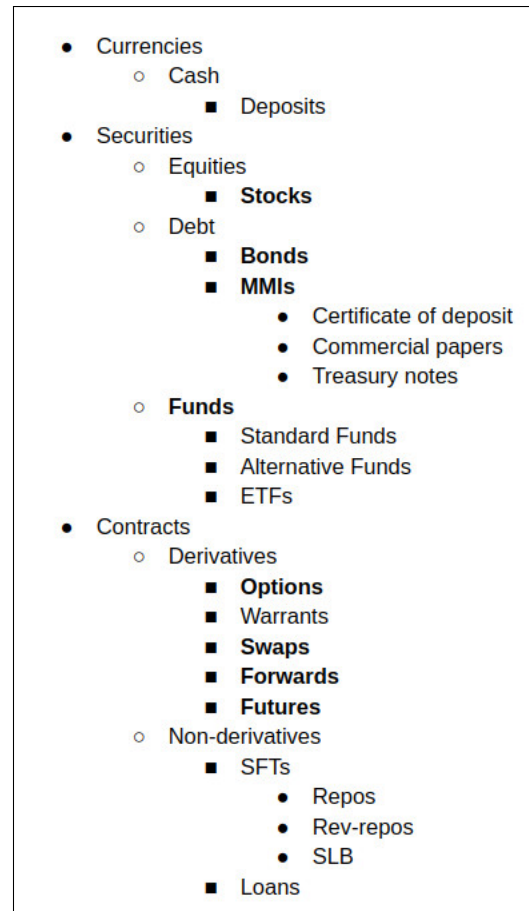 ● Currencies
○ Cash
■ Deposits
● Securities
○ Equities
■ Stocks
○ Debt
■ Bonds
■ MMIs
● Certificate of deposit
● Commercial papers
● Treasury notes
○ Funds
■ Standard Funds
■ Alternative Funds
■ ETFs
● Contracts
○ Derivatives
■ Options
■ Warrants
■ Swaps
■ Forwards
■ Futures
○ Non-derivatives
■ SFTs
● Repos
● Rev-repos
● SLB
■ Loans